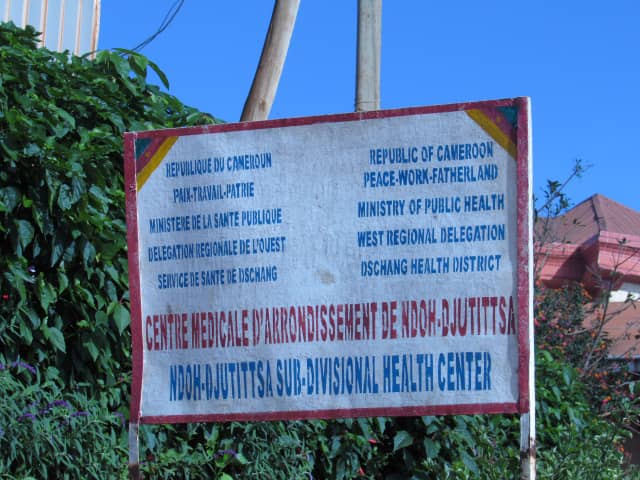 REPUBLIQUE DU CAMEROUN
PAIX-TRAVAIL-PATRIE
MINISTERE DE LA SANTE PUBLIQUE
DELEGATION REGIONALE DE L'OUEST
SERVICE DE SANTE DE DSCHANG
REPUBLIC OF CAMEROON
PEACE-WORK-FATHERLAND
MINISTRY OF PUBLIC HEALTH
WEST REGIONAL DELEGATION
DSCHANG HEALTH DISTRICT
CENTRE MEDICALE D'ARRONDISSEMENT DE NDOH-DJUTITTSA
NDOH-DJUTITTSA SUB-DIVISIONAL HEALTH CENTER